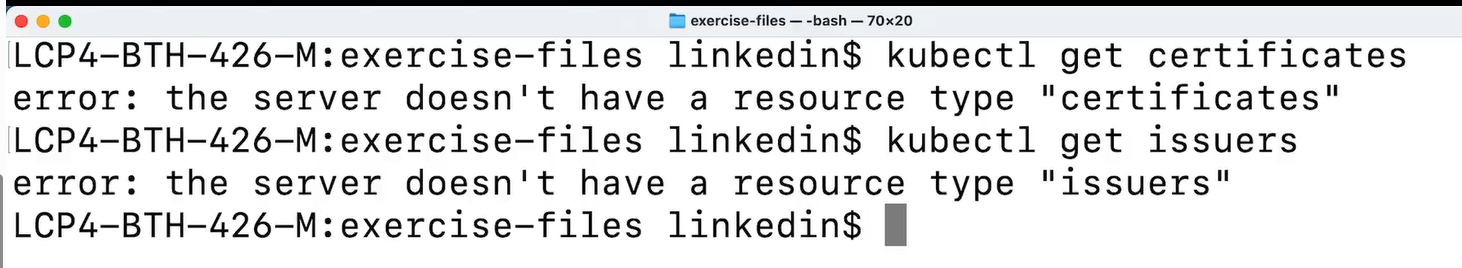 exercise-files — -bash — 70×20
LCP4-BTH-426-M:exercise-files linkedin$ kubectl get certificates
error: the server doesn't have a resource type "certificates"
LCP4-BTH-426-M:exercise-files linkedin$ kubectl get issuers
error: the server doesn't have a resource type "issuers"
LCP4-BTH-426-M:exercise-files linkedin$